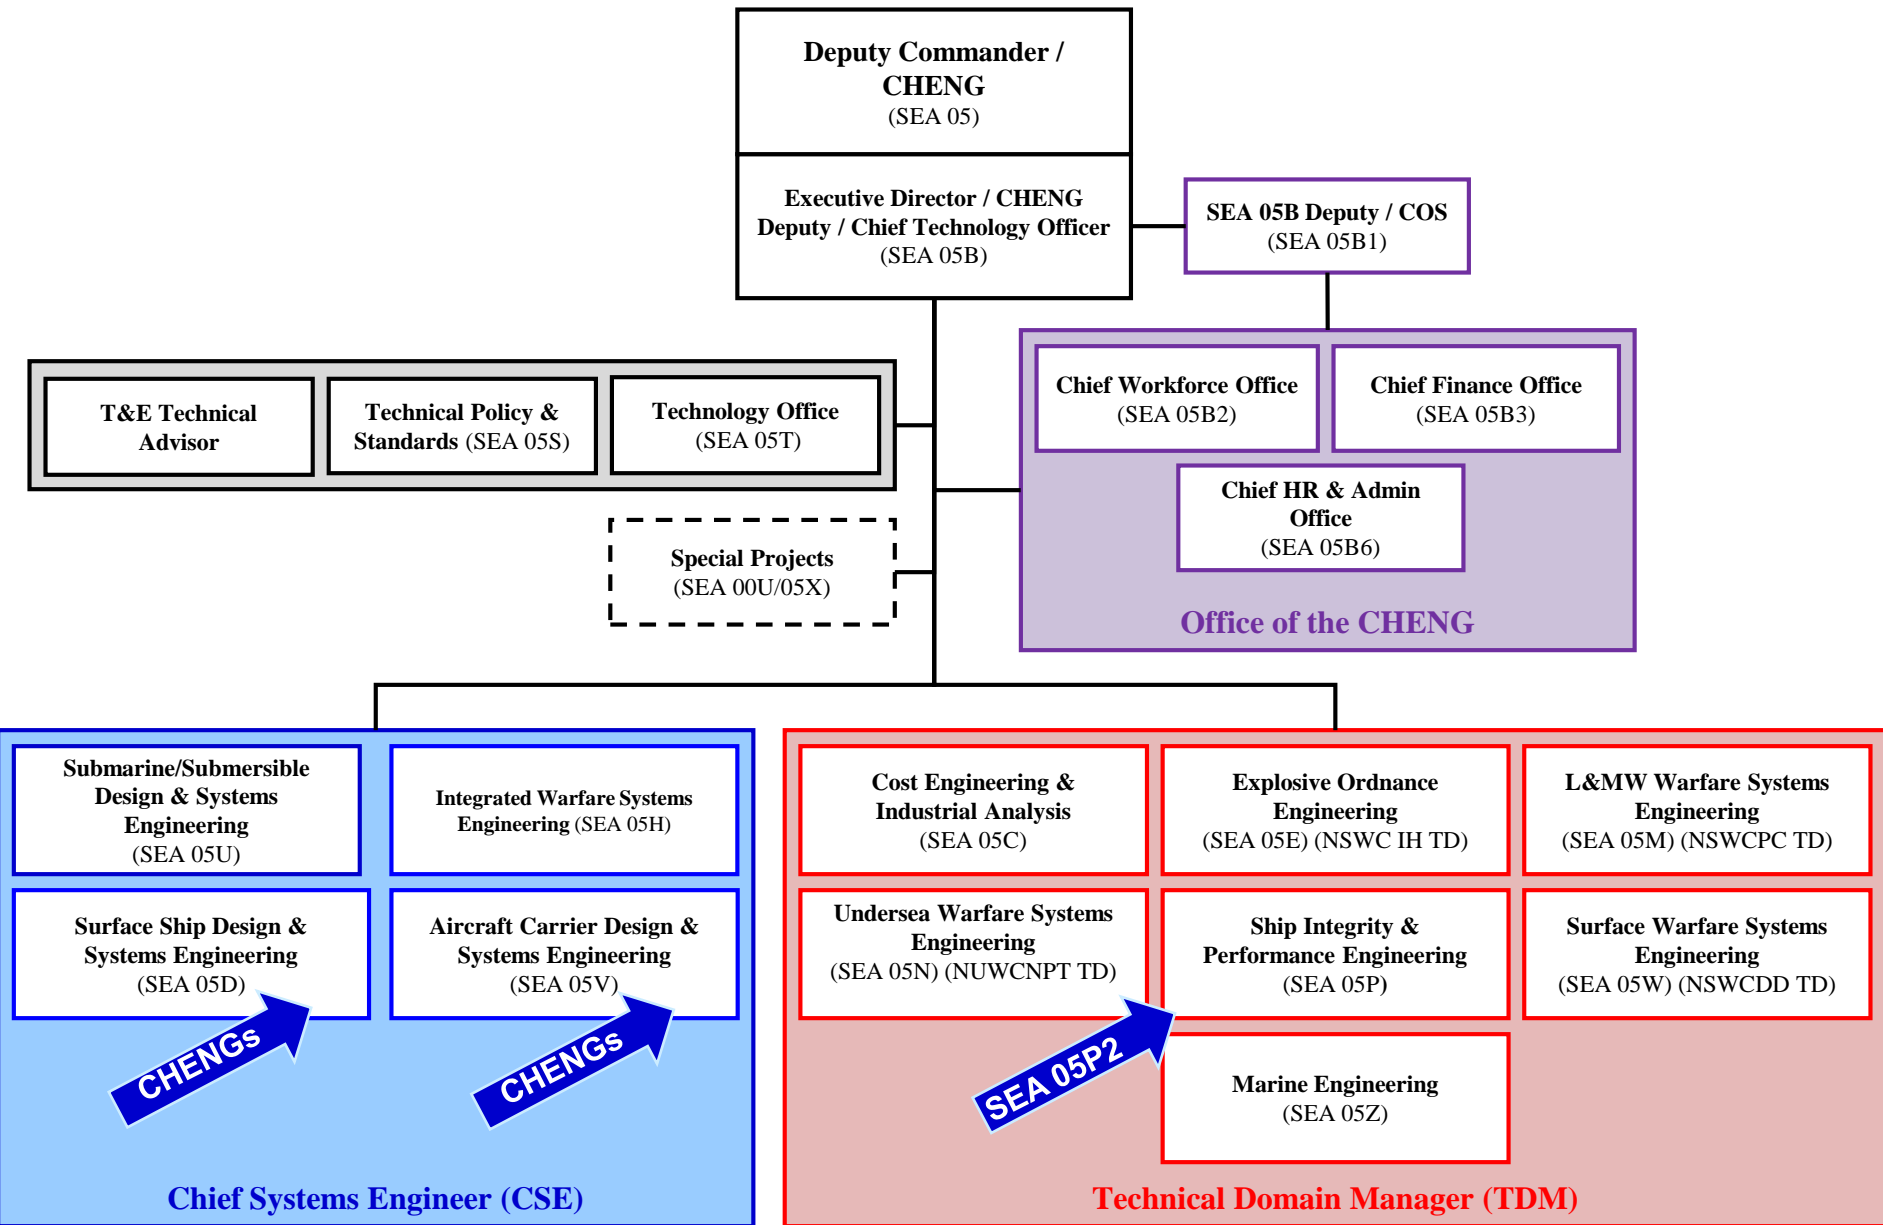 Deputy Commander /
CHENG
(SEA 05)
Executive Director / CHENG
Deputy / Chief Technology Officer
(SEA 05B)
SEA 05B Deputy / COS
(SEA 05B1)
T&E Technical
Advisor
Technical Policy &
Standards (SEA 05S)
Technology Office
(SEA 05T)
Chief Workforce Office
(SEA 05B2)
Chief Finance Office
(SEA 05B3)
Chief HR & Admin
Office
(SEA 05B6)
Office of the CHENG
Special Projects
(SEA 00U/05X)
Submarine/Submersible
Design & Systems
Engineering
(SEA 05U)
Integrated Warfare Systems
Engineering (SEA 05H)
Surface Ship Design &
Systems Engineering
(SEA 05D)
Aircraft Carrier Design &
Systems Engineering
(SEA 05V)
CHENGs
CHENGs
Chief Systems Engineer (CSE)
Cost Engineering &
Industrial Analysis
(SEA 05C)
Explosive Ordnance
Engineering
(SEA 05E) (NSWC IH TD)
L&MW Warfare Systems
Engineering
(SEA 05M) (NSWCPC TD)
Undersea Warfare Systems
Engineering
(SEA 05N) (NUWCNPT TD)
Ship Integrity &
Performance Engineering
(SEA 05P)
Surface Warfare Systems
Engineering
(SEA 05W) (NSWCDD TD)
SEA 05P2
Marine Engineering
(SEA 05Z)
Technical Domain Manager (TDM)